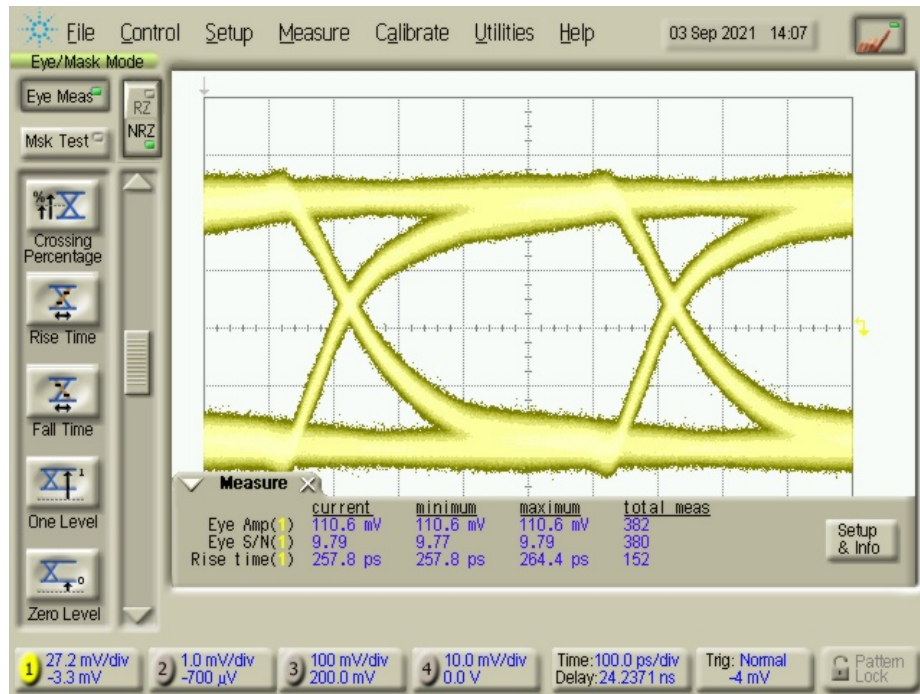 File Control Setup Measure Calibrate Utilities Help 03 Sep 2021 14:07
Eye/Mask Mode
Eye Meas
RZ
NRZ
Msk Test
%
Crossing
Percentage
Rise Time
Fall Time
1
One Level
0
Zero Level
Measure
current minimum maximum total meas
Eye Amp(1) 110.6 mV 110.6 mV 110.6 mV 382
Eye S/N(1) 9.79 9.77 9.79 380
Rise time(1) 257.8 ps 257.8 ps 264.4 ps 152
Setup
& Info
1 27.2 mV/div
-3.3 mV
2 1.0 mV/div
-700 µV
3 100 mV/div
200.0 mV
4 10.0 mV/div
0.0 V
Time:100.0 ps/div
Delay:24.2371 ns
Trig: Normal
-4 mV
Pattern
Lock